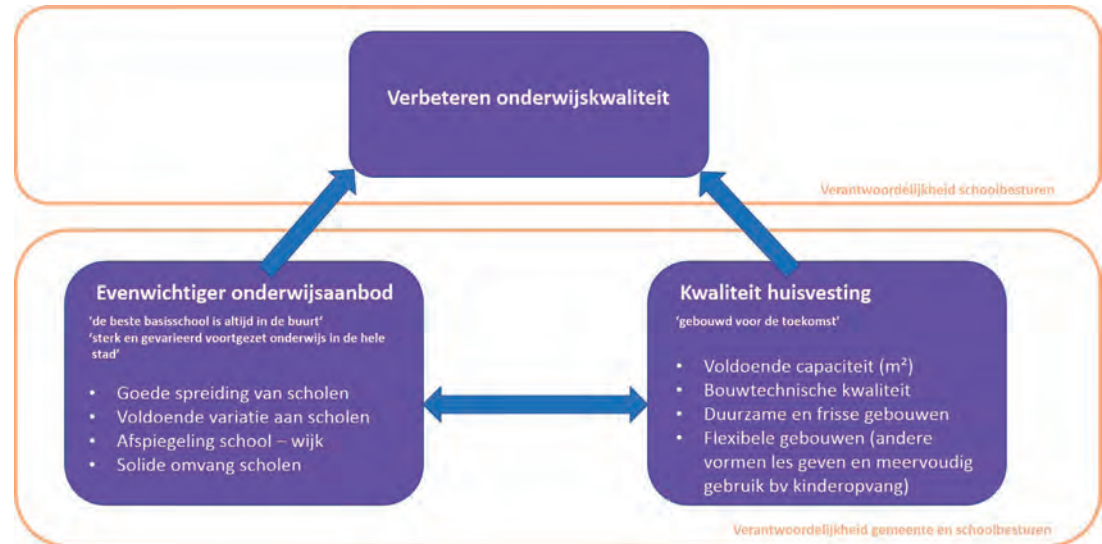 Verbeteren onderwijskwaliteit
Verantwoordelijkheid schoolbesturen
Evenwichtiger onderwijsaanbod
'de beste basisschool is altijd in de buurt'
'sterk en gevarieerd voortgezet onderwijs in de hele
stad'
• Goede spreiding van scholen
• Voldoende variatie aan scholen
• Afspiegeling school – wijk
• Solide omvang scholen
Kwaliteit huisvesting
'gebouwd voor de toekomst'
• Voldoende capaciteit (m²)
• Bouwtechnische kwaliteit
• Duurzame en frisse gebouwen
• Flexibele gebouwen (andere
vormen les geven en meervoudig
gebruik bv kinderopvang)
Verantwoordelijkheid gemeente en schoolbesturen